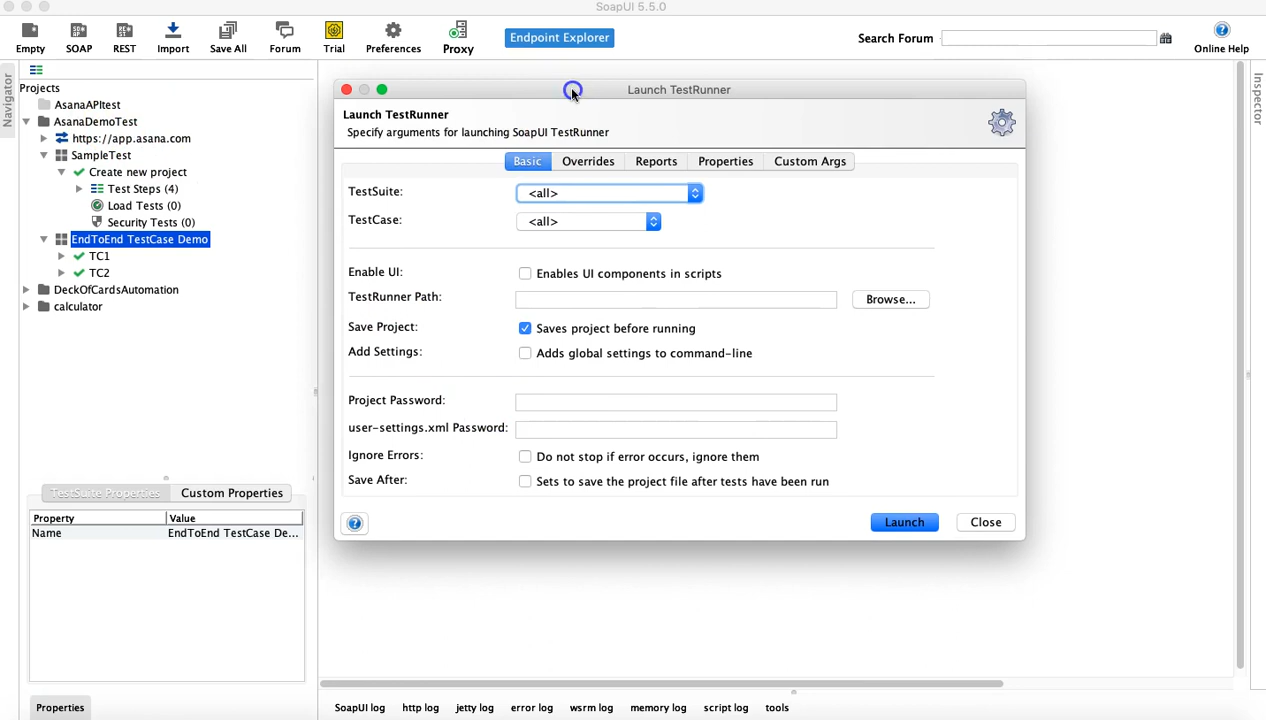 SoapUI 5.5.0
Empty SOAP REST Import Save All Forum Trial Preferences Proxy
Endpoint Explorer
Search Forum
Online Help
Navigator
Projects
AsanaAPItest
AsanaDemoTest
https://app.asana.com
SampleTest
Create new project
Test Steps (4)
Load Tests (0)
Security Tests (0)
EndToEnd TestCase Demo
TC1
TC2
DeckOfCardsAutomation
calculator
TestSuite Properties Custom Properties
Property Value
Name EndToEnd TestCase De...
Properties
Launch TestRunner
Launch TestRunner
Specify arguments for launching SoapUI TestRunner
Basic Overrides Reports Properties Custom Args
TestSuite: <all>
TestCase: <all>
Enable UI: Enables UI components in scripts
TestRunner Path: Browse...
Save Project: Saves project before running
Add Settings: Adds global settings to command-line
Project Password:
user-settings.xml Password:
Ignore Errors: Do not stop if error occurs, ignore them
Save After: Sets to save the project file after tests have been run
? Launch Close
Inspector
SoapUI log http log jetty log error log wsrm log memory log script log tools